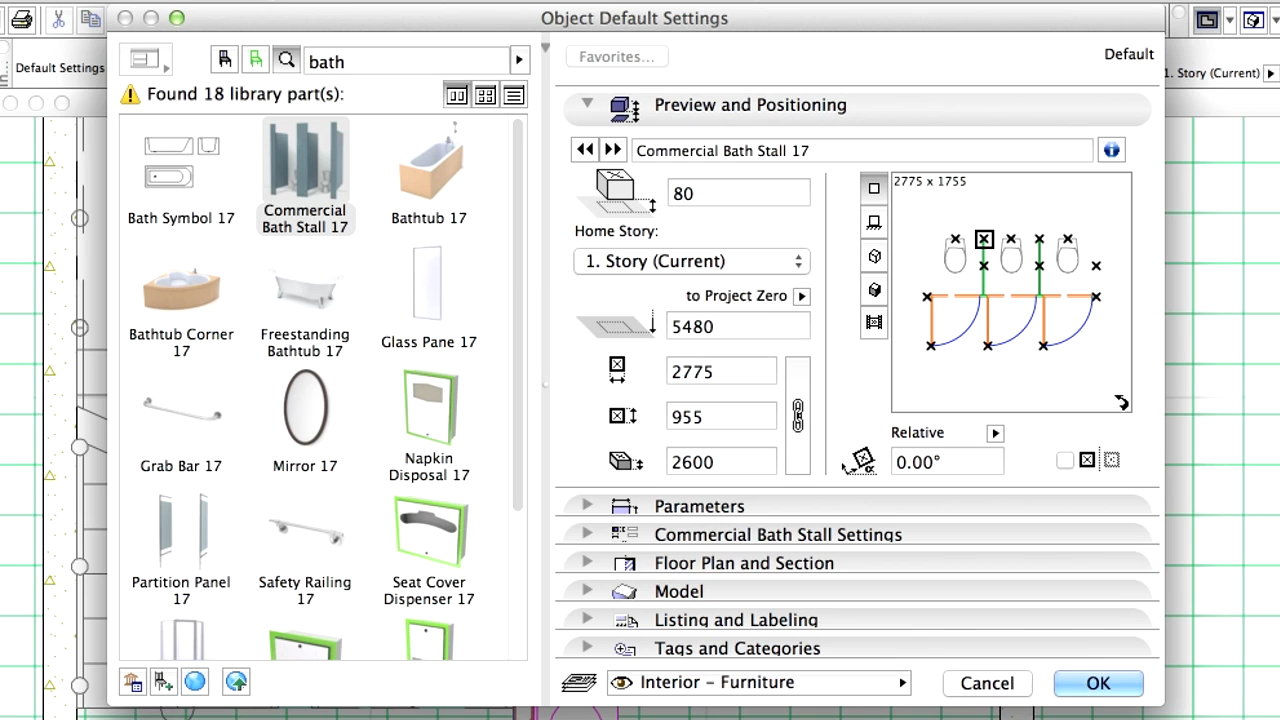 Object Default Settings
Default Settings
bath
Found 18 library part(s):
Bath Symbol 17
Commercial
Bath Stall 17
Bathtub 17
Bathtub Corner
17
Freestanding
Bathtub 17
Glass Pane 17
Grab Bar 17
Mirror 17
Napkin
Disposal 17
Partition Panel
17
Safety Railing
17
Seat Cover
Dispenser 17
Favorites...
Default
Preview and Positioning
Commercial Bath Stall 17
80
Home Story:
1. Story (Current)
to Project Zero
5480
2775
955
2600
2775 x 1755
Relative
0.00°
Parameters
Commercial Bath Stall Settings
Floor Plan and Section
Model
Listing and Labeling
Tags and Categories
Interior - Furniture
Cancel
OK
1. Story (Current)